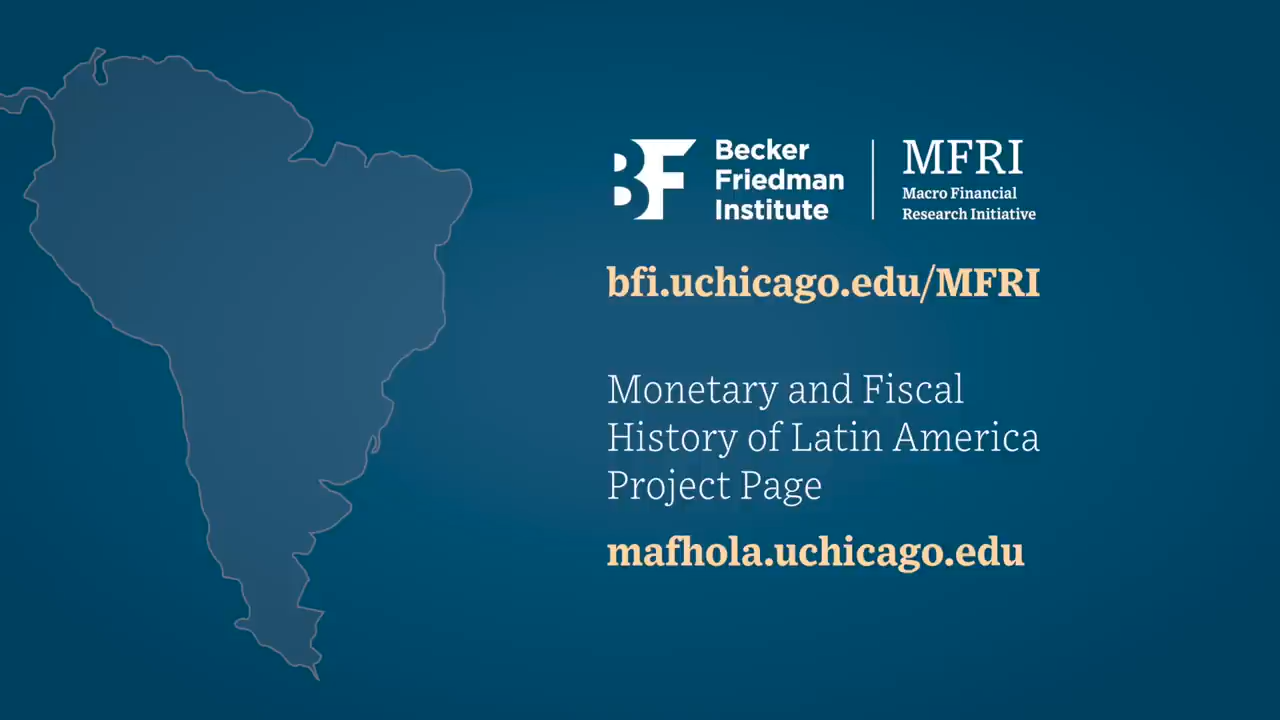 BF
Becker
Friedman
Institute
MFRI
Macro Financial
Research Initiative
bfi.uchicago.edu/MFRI
Monetary and Fiscal
History of Latin America
Project Page
mafhola.uchicago.edu